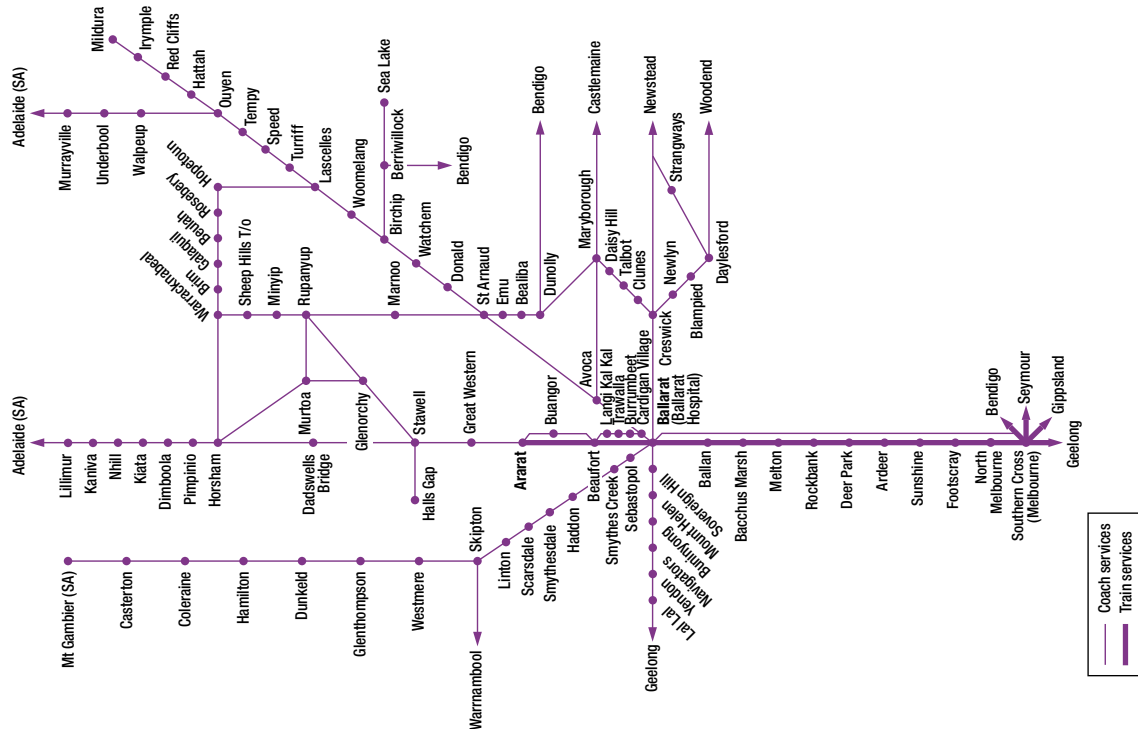 Mildura
Irymple
Red Cliffs
Hattah
Ouyen
Tempy
Speed
Turriff
Lascelles
Woomelang
Birchip
Watchem
Donald
St Arnaud
Emu
Bealiba
Dunolly
Adelaide (SA)
Murrayville
Underbool
Walpeup
Sea Lake
Berriwillock
Bendigo
Bendigo
Castlemaine
Newstead
Woodend
Hopetoun
Rosebery
Beulah
Galaquil
Brim
Warracknabeal
Sheep Hills T/o
Minyip
Rupanyup
Marnoo
Maryborough
Daisy Hill
Talbot
Clunes
Creswick
Newlyn
Blampied
Daylesford
Strangways
Adelaide (SA)
Lillimur
Kaniva
Nhill
Kiata
Dimboola
Pimpinio
Horsham
Murtoa
Glenorchy
Dadswells
Bridge
Stawell
Halls Gap
Great Western
Ararat
Buangor
Beaufort
Avoca
Langi Kal Kal
Trawalla
Burrumbeet
Cardigan Village
Ballarat
(Ballarat
Hospital)
Mt Gambier (SA)
Casterton
Coleraine
Hamilton
Dunkeld
Glenthompson
Westmere
Skipton
Warrnambool
Linton
Scarsdale
Smythesdale
Haddon
Smythes Creek
Sebastopol
Sovereign Hill
Mount Helen
Buninyong
Navigators
Yendon
Lal Lal
Geelong
Ballan
Bacchus Marsh
Melton
Rockbank
Deer Park
Ardeer
Sunshine
Footscray
North
Melbourne
Southern Cross
(Melbourne)
Bendigo
Seymour
Gippsland
Geelong
Coach services
Train services